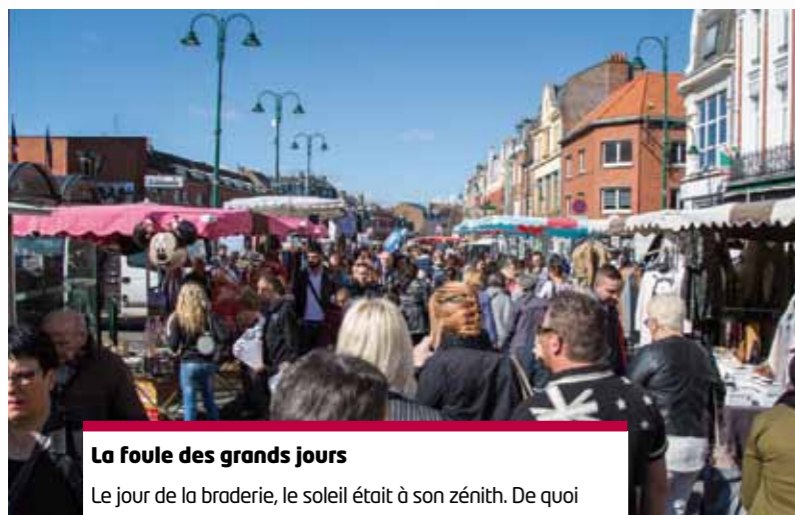 La foule des grands jours
Le jour de la braderie, le soleil était à son zénith. De quoi